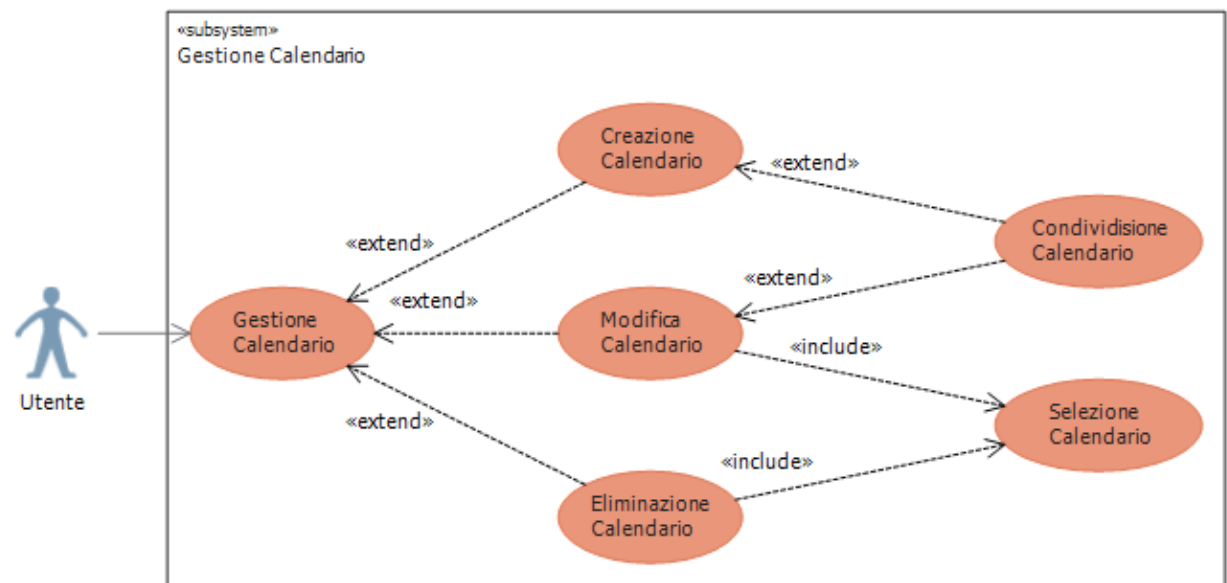 «subsystem»
Gestione Calendario
Creazione
Calendario
«extend»
Condividisione
Calendario
«extend»
«extend»
«extend»
Gestione
Calendario
Modifica
Calendario
«include»
Utente
«extend»
Selezione
Calendario
«include»
Eliminazione
Calendario